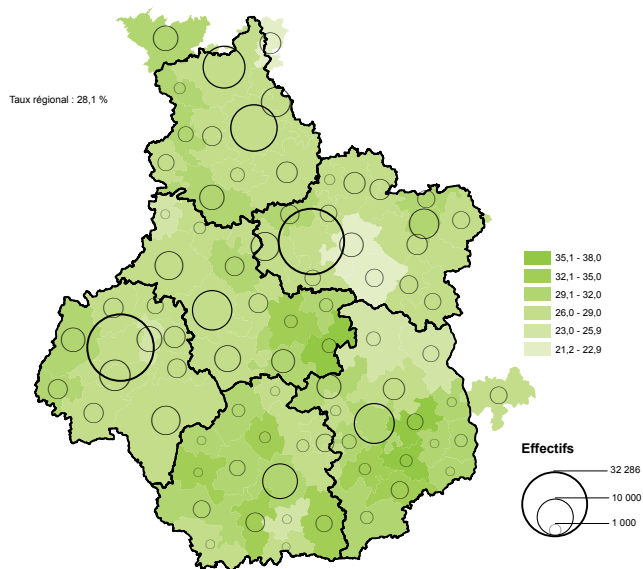 Taux régional : 28,1 %
35,1 - 38,0
32,1 - 35,0
29,1 - 32,0
26,0 - 29,0
23,0 - 25,9
21,2 - 22,9
Effectifs
32 286
10 000
1 000